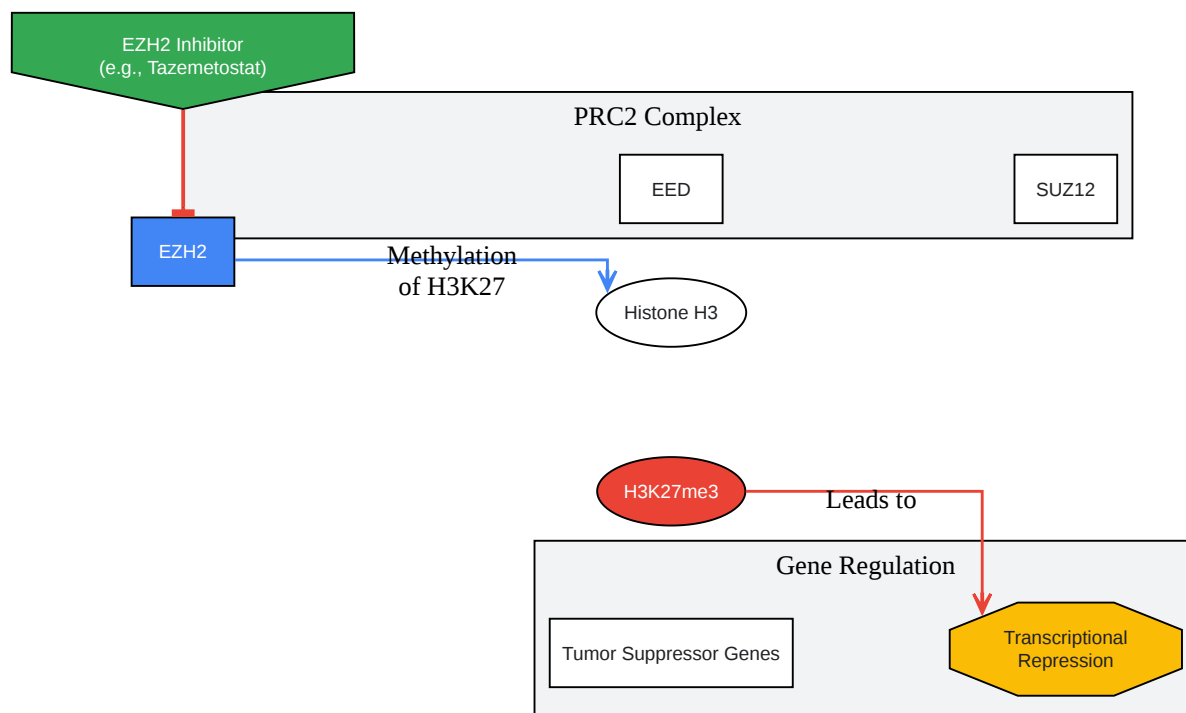 EZH2 Inhibitor
(e.g., Tazemetostat)
PRC2 Complex
EED
SUZ12
EZH2
Methylation
of H3K27
Histone H3
H3K27me3
Leads to
Gene Regulation
Tumor Suppressor Genes
Transcriptional
Repression